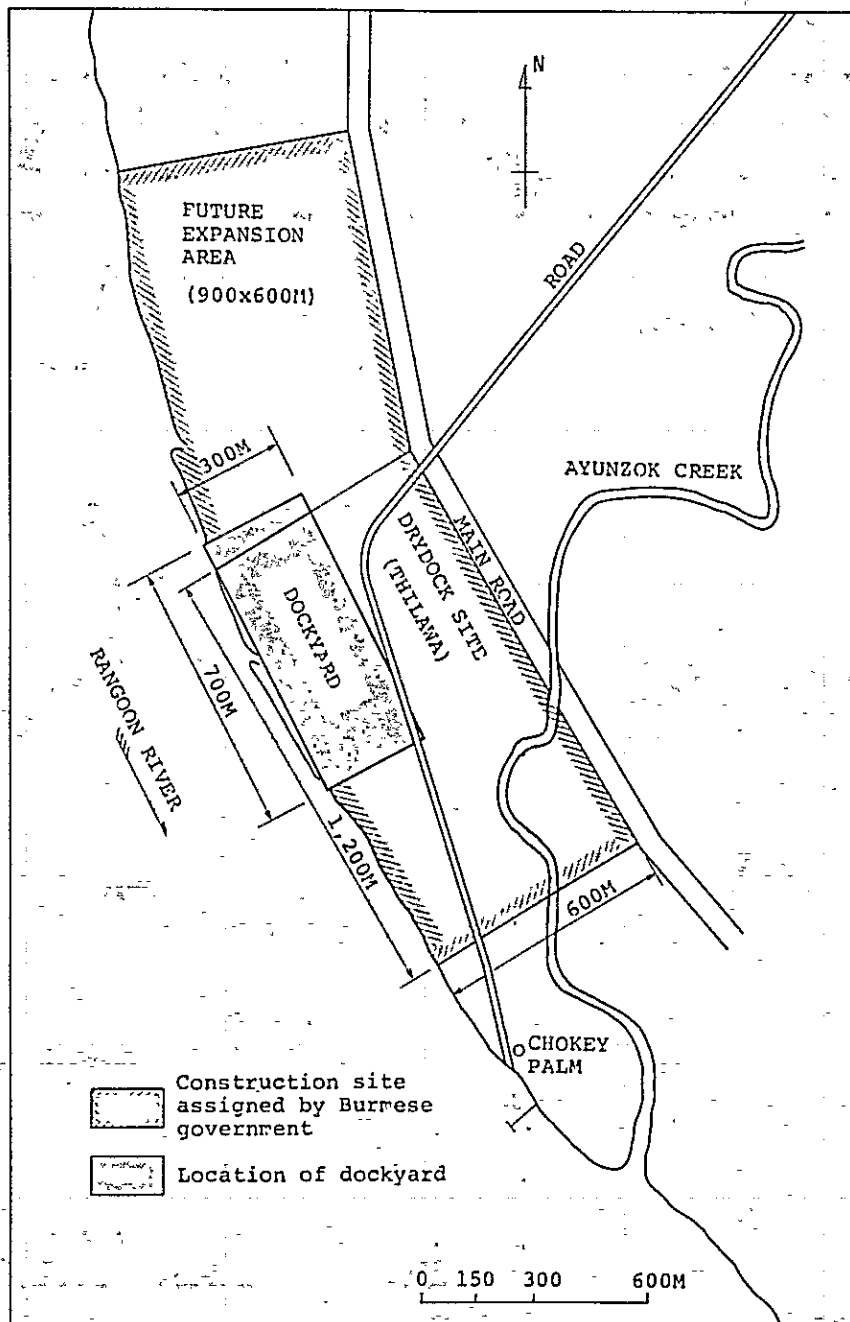 N
FUTURE
EXPANSION
AREA
(900x600M)
ROAD
300M
AYUNZOK CREEK
MAIN ROAD
DRYDOCK SITE
(THILAWA)
DOCKYARD
700M
RANGOON RIVER
1,200M
600M
CHOKEY
PALM
Construction site
assigned by Burmese
government
Location of dockyard
0 150 300 600M